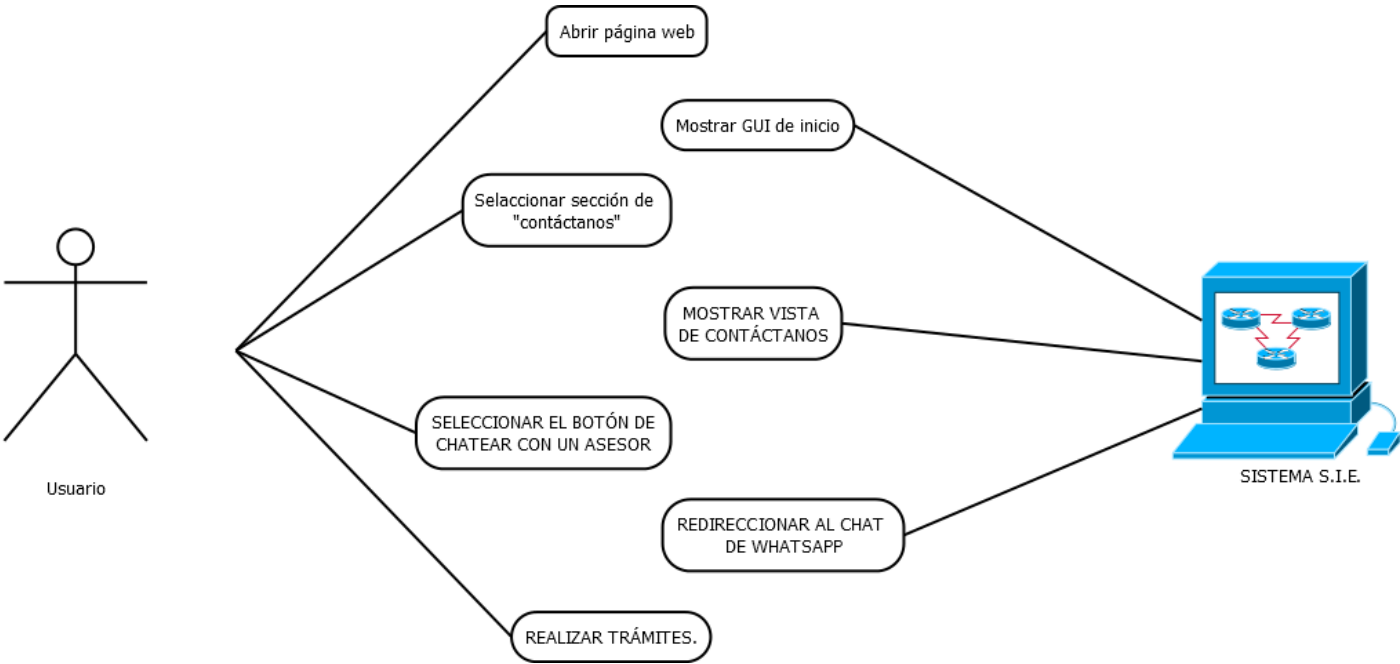 Abrir página web
Mostrar GUI de inicio
Selaccionar sección de
"contáctanos"
MOSTRAR VISTA
DE CONTÁCTANOS
SELECCIONAR EL BOTÓN DE
CHATEAR CON UN ASESOR
Usuario
SISTEMA S.I.E.
REDIRECCIONAR AL CHAT
DE WHATSAPP
REALIZAR TRÁMITES.